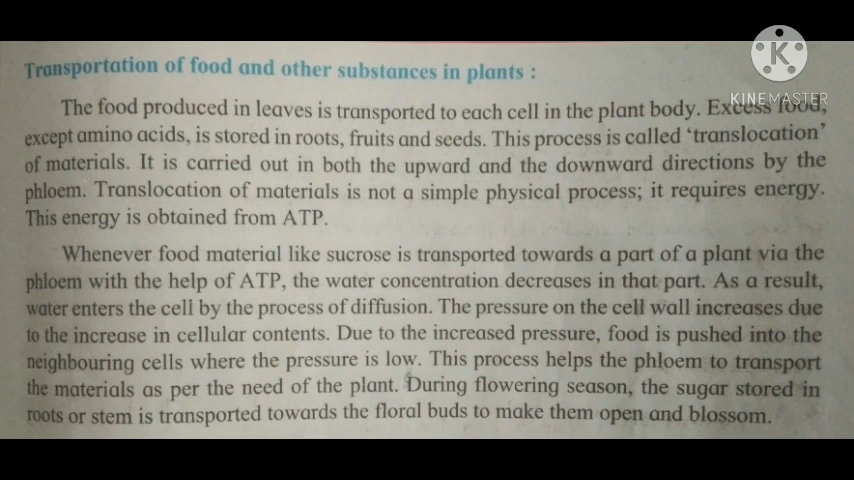 KINEMASTER
Transportation of food and other substances in plants :
The food produced in leaves is transported to each cell in the plant body. Excess food,
except amino acids, is stored in roots, fruits and seeds. This process is called ‘translocation’
of materials. It is carried out in both the upward and the downward directions by the
phloem. Translocation of materials is not a simple physical process; it requires energy.
This energy is obtained from ATP.
Whenever food material like sucrose is transported towards a part of a plant via the
phloem with the help of ATP, the water concentration decreases in that part. As a result,
water enters the cell by the process of diffusion. The pressure on the cell wall increases due
to the increase in cellular contents. Due to the increased pressure, food is pushed into the
neighbouring cells where the pressure is low. This process helps the phloem to transport
the materials as per the need of the plant. During flowering season, the sugar stored in
roots or stem is transported towards the floral buds to make them open and blossom.